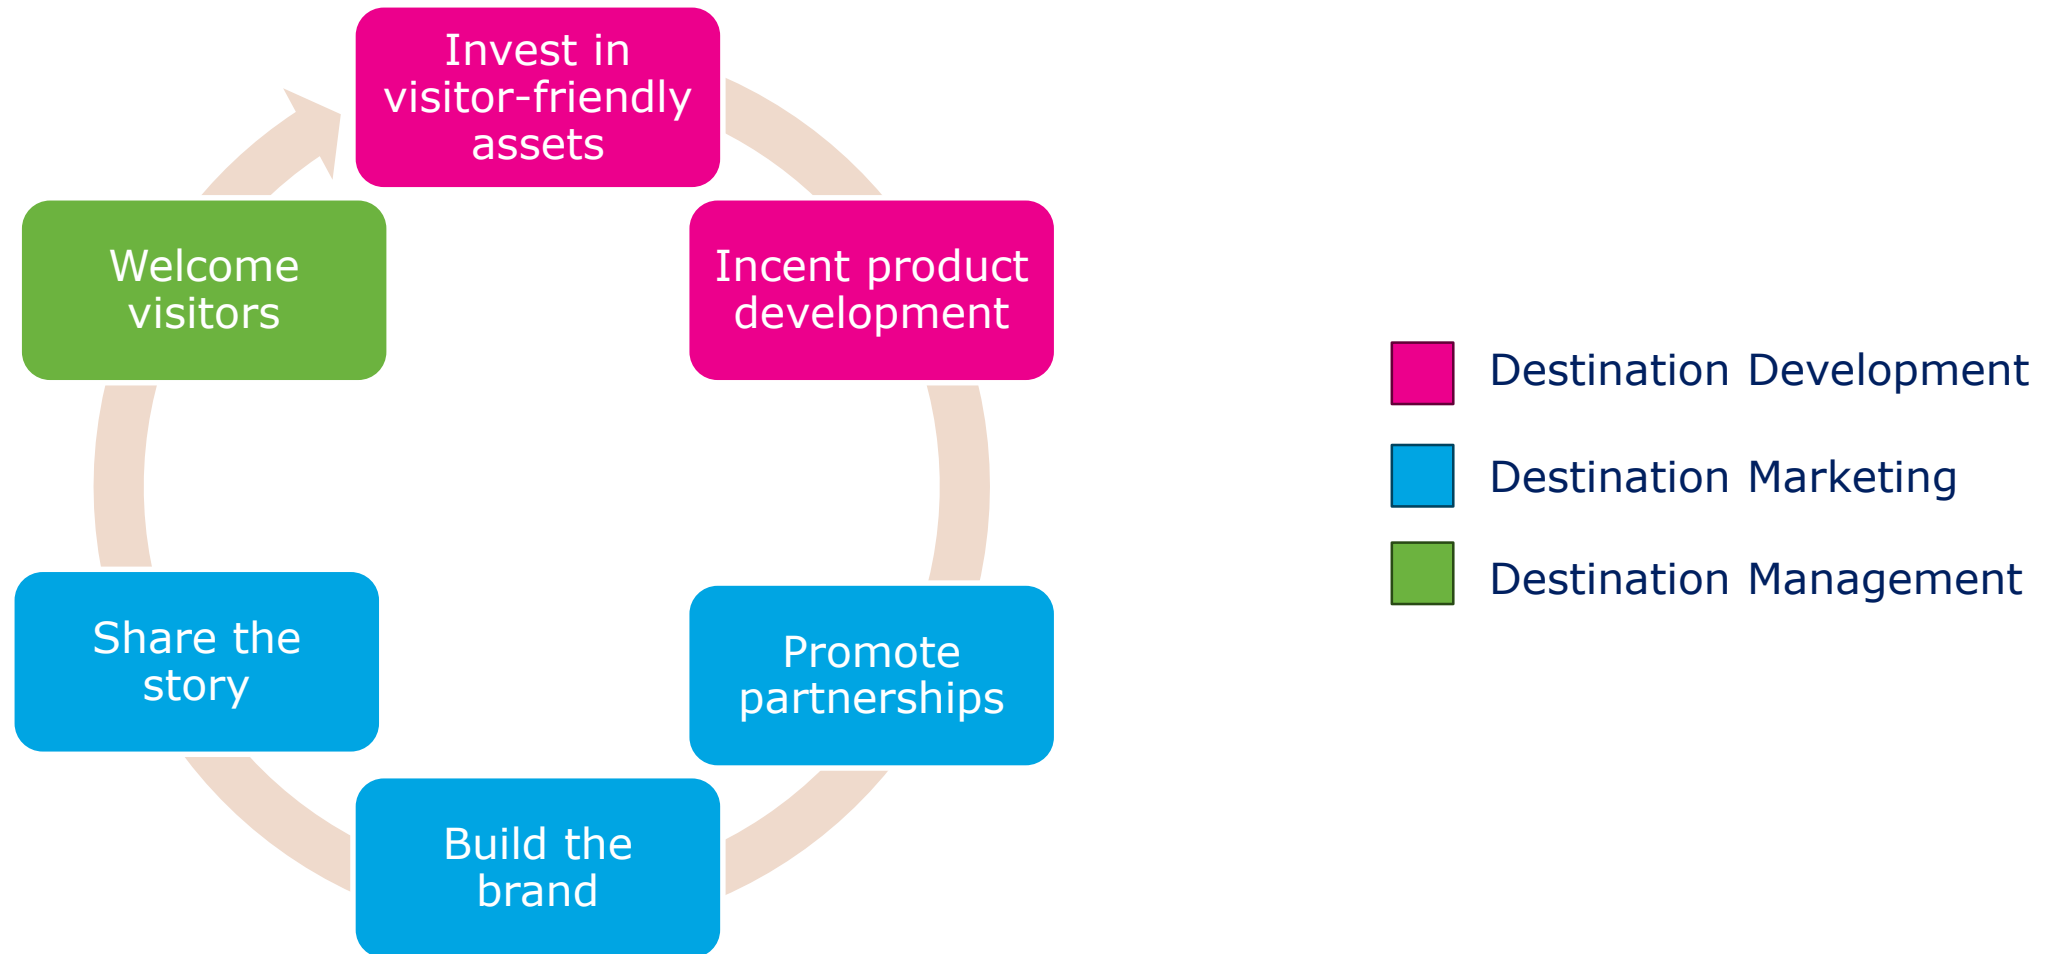 Invest in
visitor-friendly
assets
Incent product
development
Promote
partnerships
Build the
brand
Share the
story
Welcome
visitors
Destination Development
Destination Marketing
Destination Management